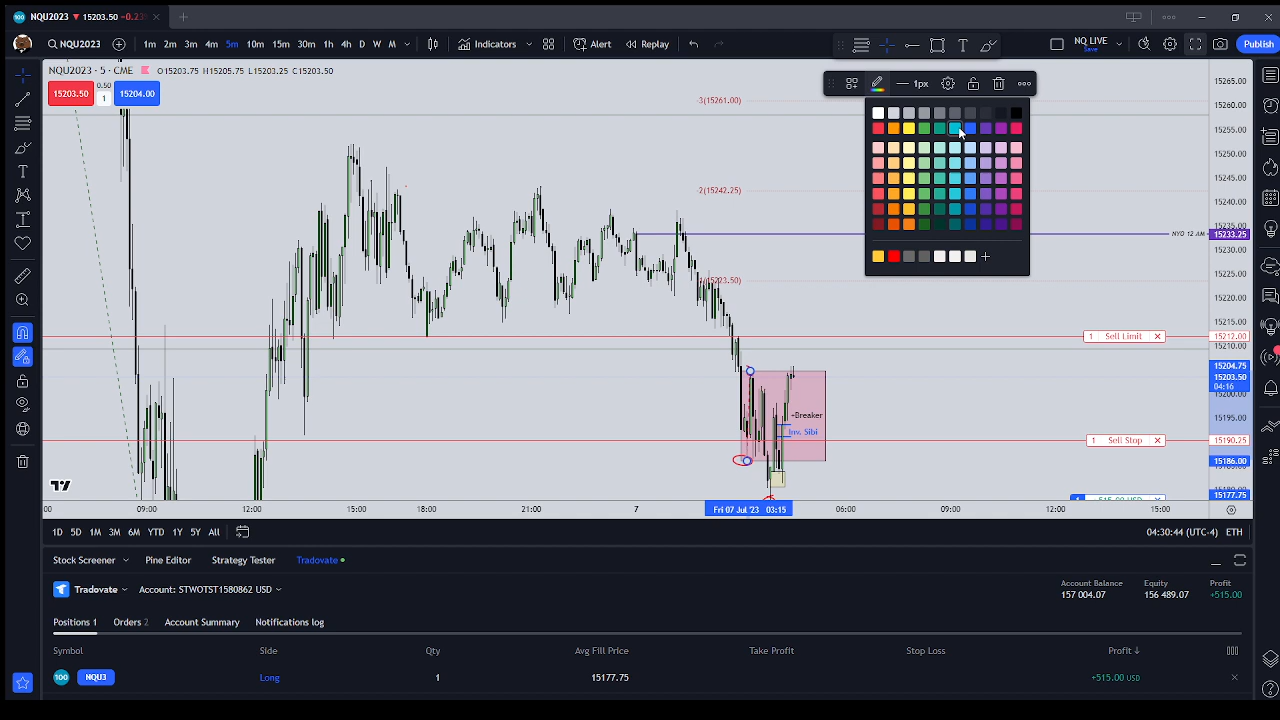 NQU2023 ▼ 15203.50 −0.23
NQU2023 1m 2m 3m 4m 5m 10m 15m 30m 1h 4h D W M Indicators Alert Replay NQ LIVE Save Publish
NQU2023 · 5 · CME O15203.75 H15205.75 L15203.25 C15203.50
15203.50 0.50 1 15204.00
1px
15265.00
-3(15261.00)
15260.00
15255.00
15250.00
15245.00
-2(15242.25)
15240.00
15235.00
NYO 12 AM 15233.25
15230.00
15225.00
15220.00
15215.00
1 Sell Limit 15212.00
15210.00
15204.75
15203.50
04:16
15200.00
15195.00
+Breaker
Inv. Sibi
1 Sell Stop 15190.25
15186.00
15177.75
09:00 12:00 15:00 18:00 21:00 7 Fri 07 Jul '23 03:15 06:00 09:00 12:00 15:00
1D 5D 1M 3M 6M YTD 1Y 5Y All 04:30:44 (UTC-4) ETH
Stock Screener Pine Editor Strategy Tester Tradovate
Tradovate Account: STWOTST1580862 USD
Account Balance Equity Profit
157 004.07 156 489.07 +515.00
Positions 1 Orders 2 Account Summary Notifications log
Symbol Side Qty Avg Fill Price Take Profit Stop Loss Profit
100 NQU3 Long 1 15177.75 +515.00 USD